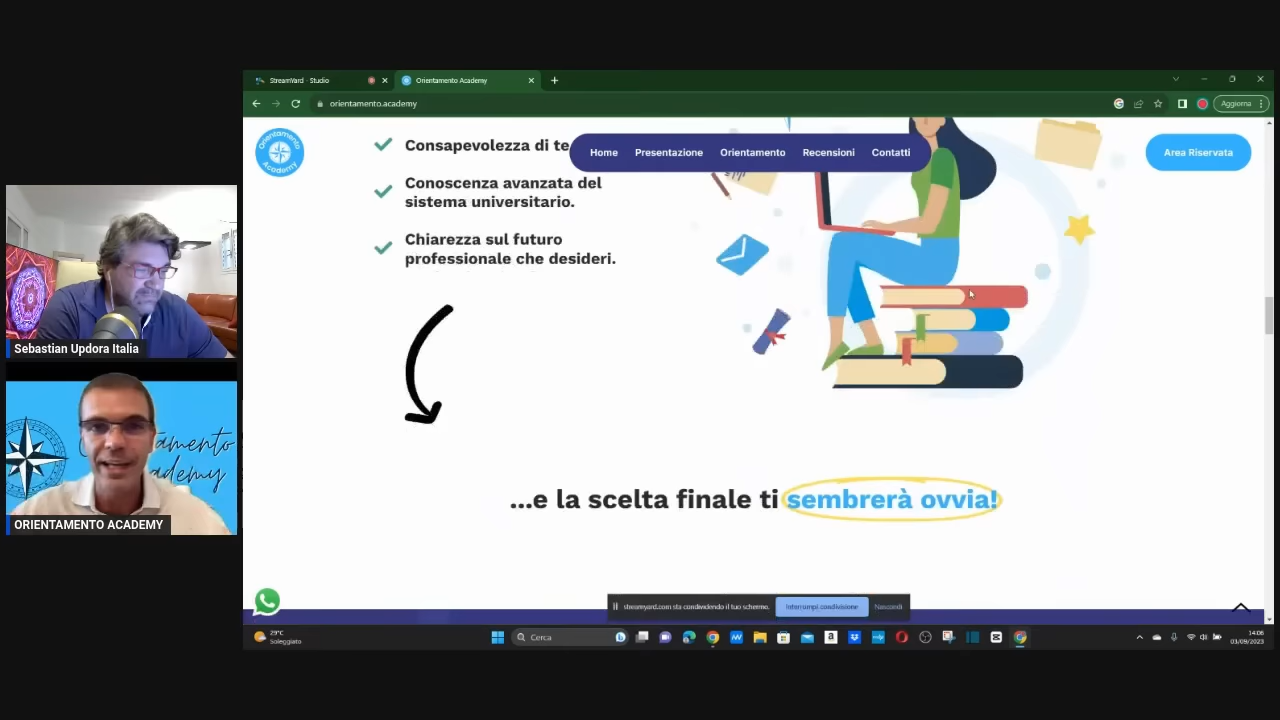 StreamYard - Studio
Orientamento Academy
orientamento.academy
Aggiorna
Orientamento
Academy
Home
Presentazione
Orientamento
Recensioni
Contatti
Area Riservata
Consapevolezza di te
Conoscenza avanzata del
sistema universitario.
Chiarezza sul futuro
professionale che desideri.
...e la scelta finale ti sembrerà ovvia!
Sebastian Updora Italia
ademy
ORIENTAMENTO ACADEMY
streamyard.com sta condividendo il tuo schermo.
Interrompi condivisione
Nascondi
29°C
Soleggiato
Cerca
14:06
03/09/2023